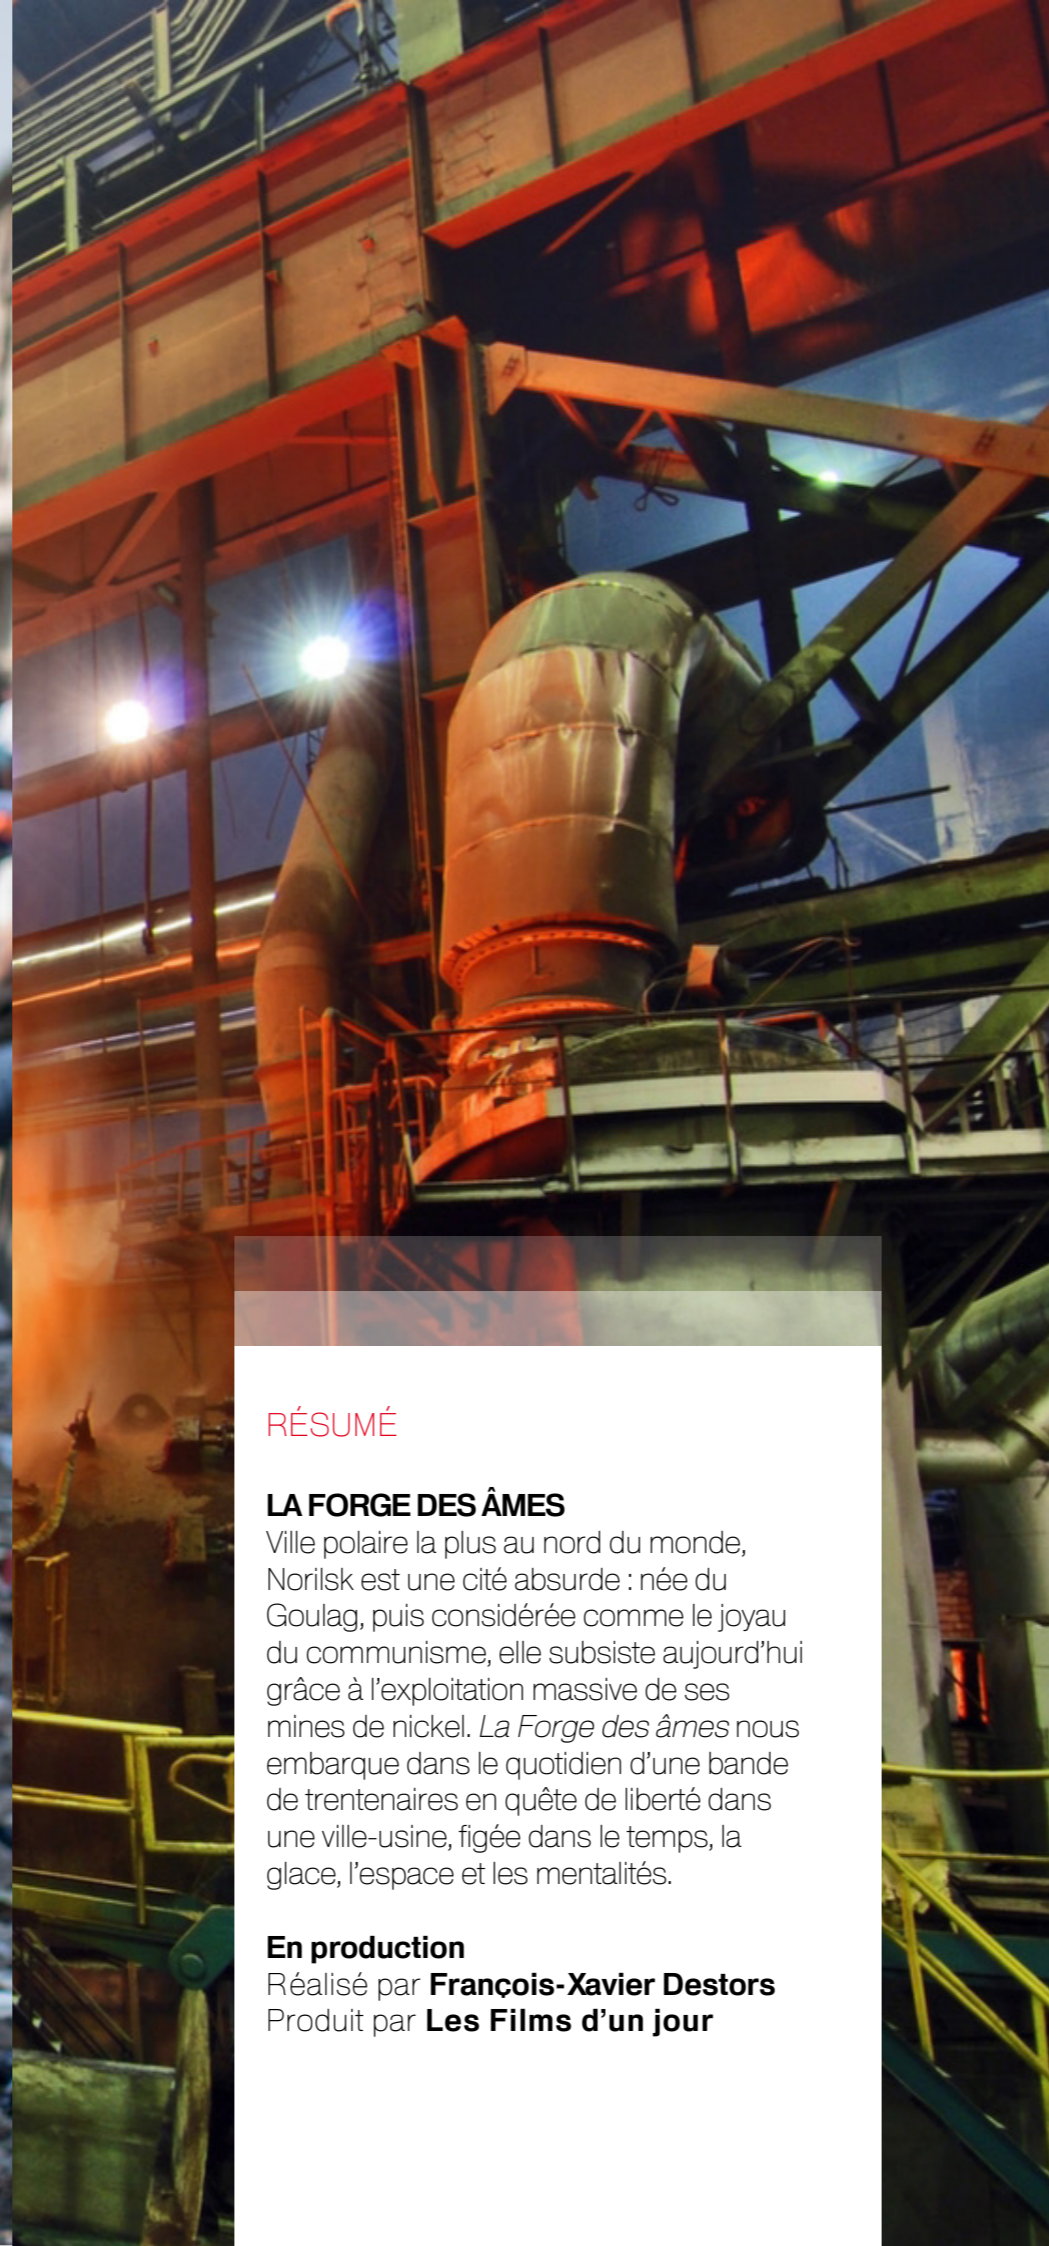 RÉSUMÉ
LA FORGE DES ÂMES
Ville polaire la plus au nord du monde,
Norilsk est une cité absurde : née du
Goulag, puis considérée comme le joyau
du communisme, elle subsiste aujourd’hui
grâce à l’exploitation massive de ses
mines de nickel. La Forge des âmes nous
embarque dans le quotidien d’une bande
de trentenaires en quête de liberté dans
une ville-usine, figée dans le temps, la
glace, l’espace et les mentalités.
En production
Réalisé par François-Xavier Destors
Produit par Les Films d’un jour